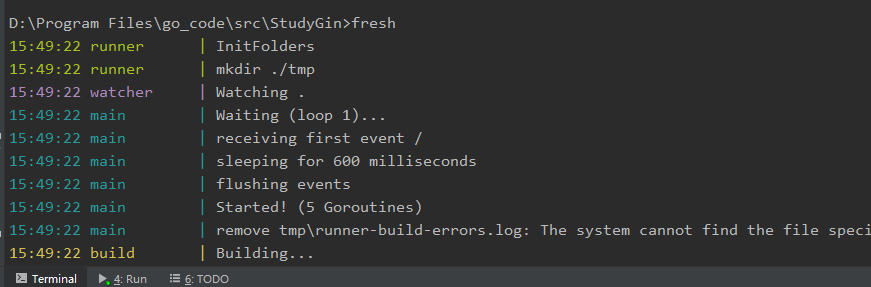 D:\Program Files\go_code\src\StudyGin>fresh
15:49:22 runner | InitFolders
15:49:22 runner | mkdir ./tmp
15:49:22 watcher | Watching .
15:49:22 main | Waiting (loop 1)...
15:49:22 main | receiving first event /
15:49:22 main | sleeping for 600 milliseconds
15:49:22 main | flushing events
15:49:22 main | Started! (5 Goroutines)
15:49:22 main | remove tmp\runner-build-errors.log: The system cannot find the file speci
15:49:22 build | Building...
Terminal 4: Run 6: TODO